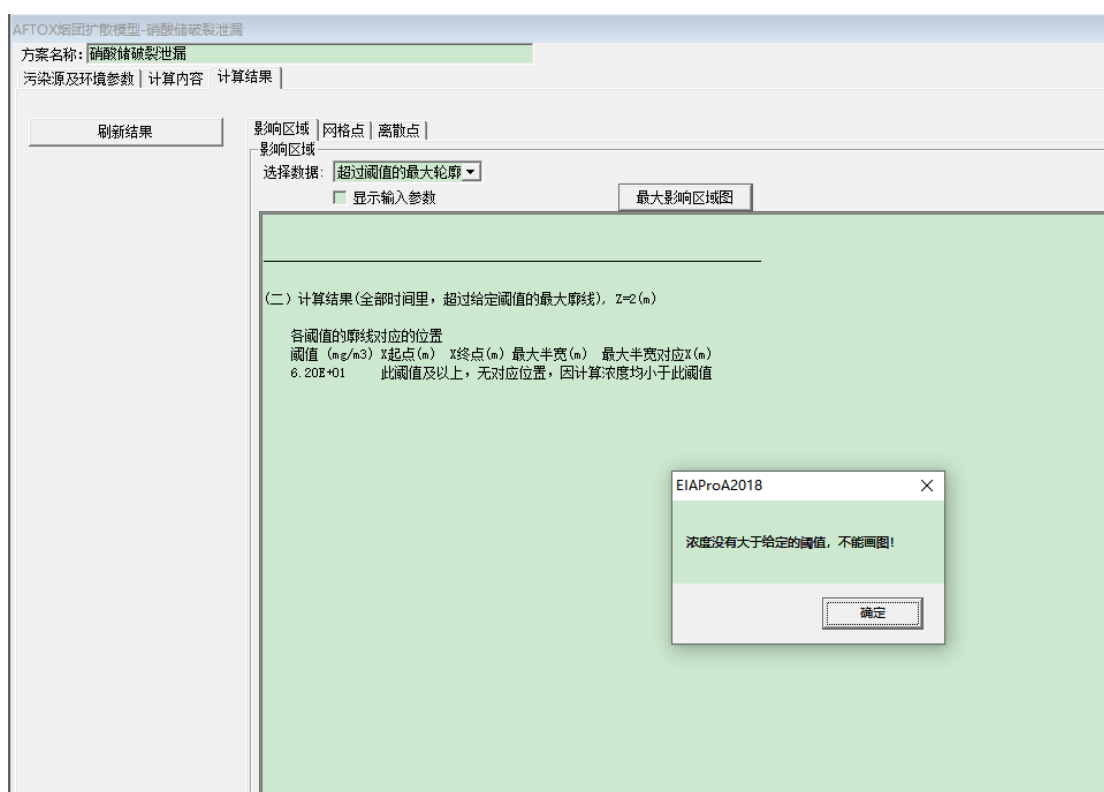 AFTOX烟团扩散模型-硝酸储破裂泄漏
方案名称: 硝酸储破裂泄漏
污染源及环境参数 计算内容 计算结果
刷新结果
影响区域 网格点 离散点
影响区域
选择数据: 超过阈值的最大轮廓
显示输入参数 最大影响区域图
(二) 计算结果(全部时间里, 超过给定阈值的最大廓线), Z=2(m)
各阈值的廓线对应的位置
阈值 (mg/m3) X起点(m) X终点(m) 最大半宽(m) 最大半宽对应X(m)
6.20E+01 此阈值及以上, 无对应位置, 因计算浓度均小于此阈值
EIAProA2018
浓度没有大于给定的阈值, 不能画图!
确定